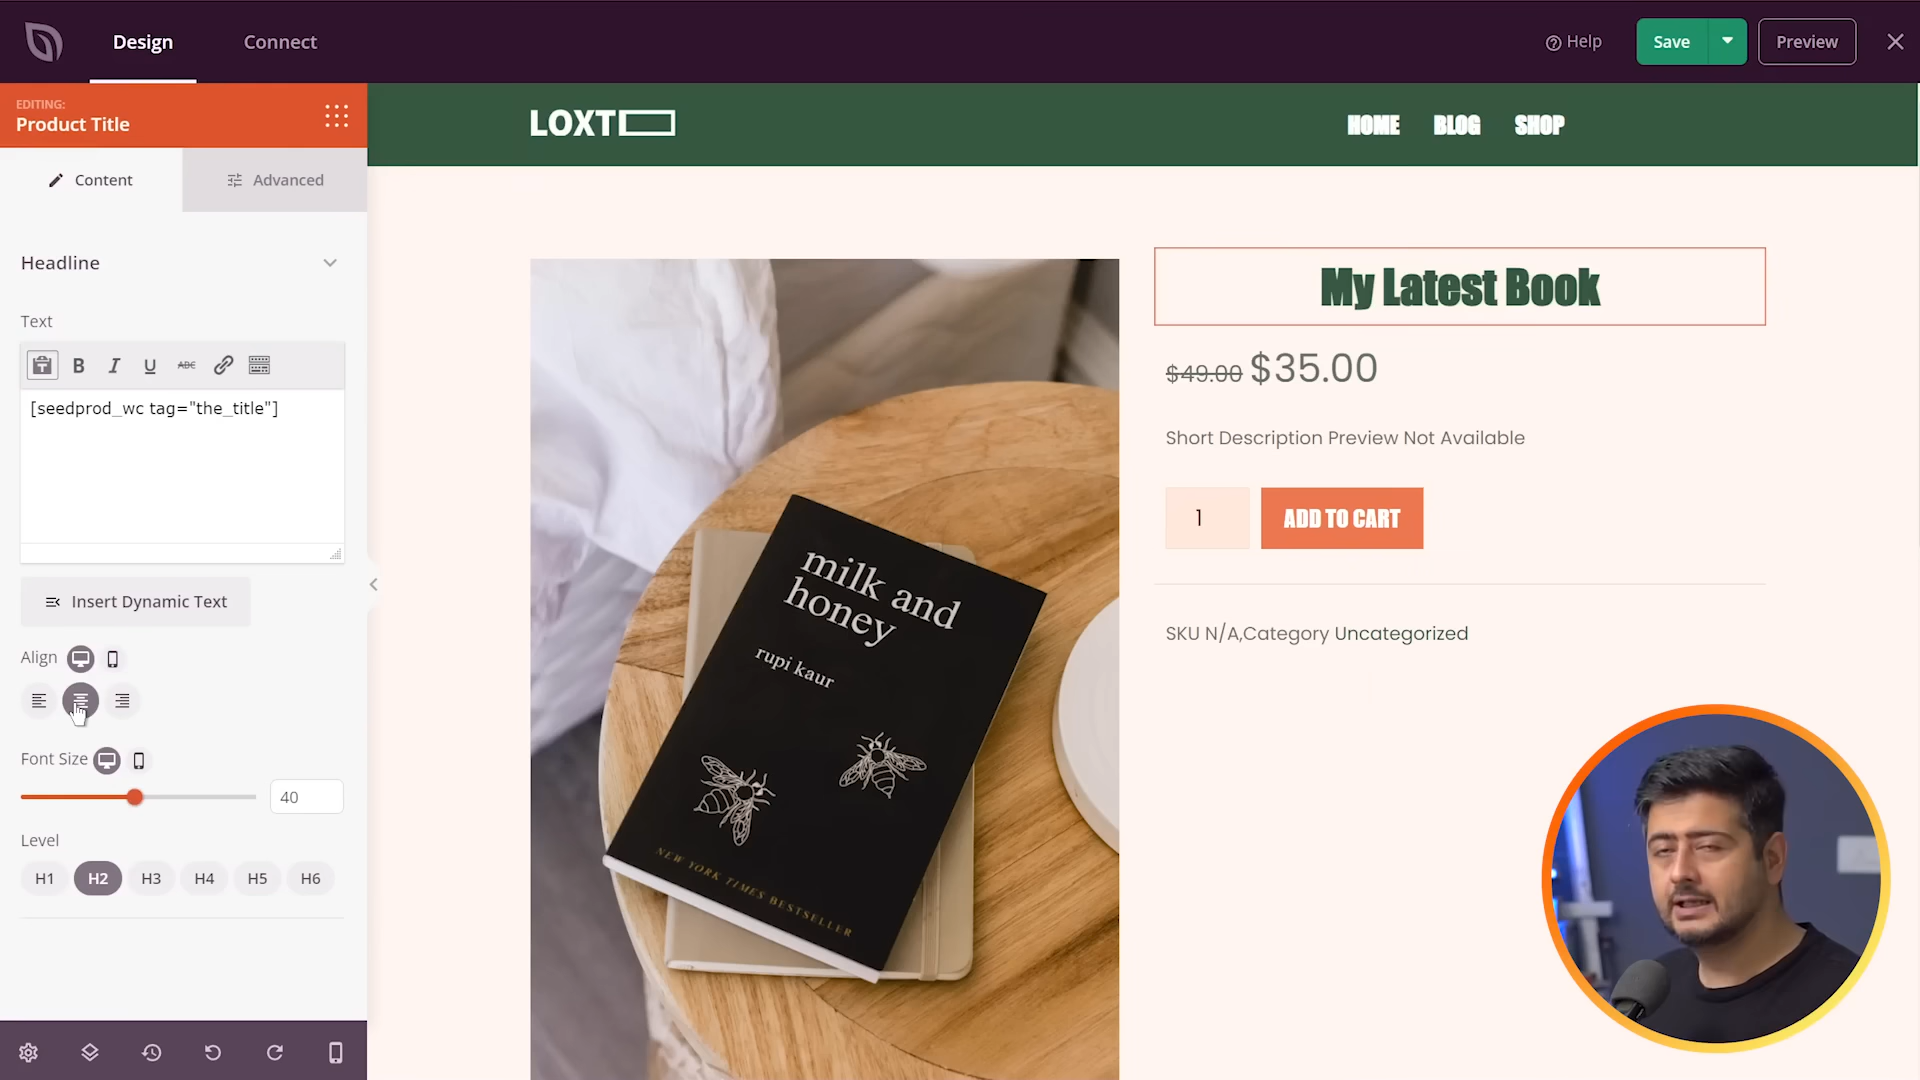 Design
Connect
Help
Save
Preview
EDITING:
Product Title
Content
Advanced
Headline
Text
B I U ABC
[seedprod_wc tag="the_title"]
Insert Dynamic Text
Align
Font Size
40
Level
H1 H2 H3 H4 H5 H6
LOXT
HOME BLOG SHOP
My Latest Book
$49.00 $35.00
Short Description Preview Not Available
1
ADD TO CART
SKU N/A,Category Uncategorized
milk and
honey
rupi kaur
NEW YORK TIMES BESTSELLER